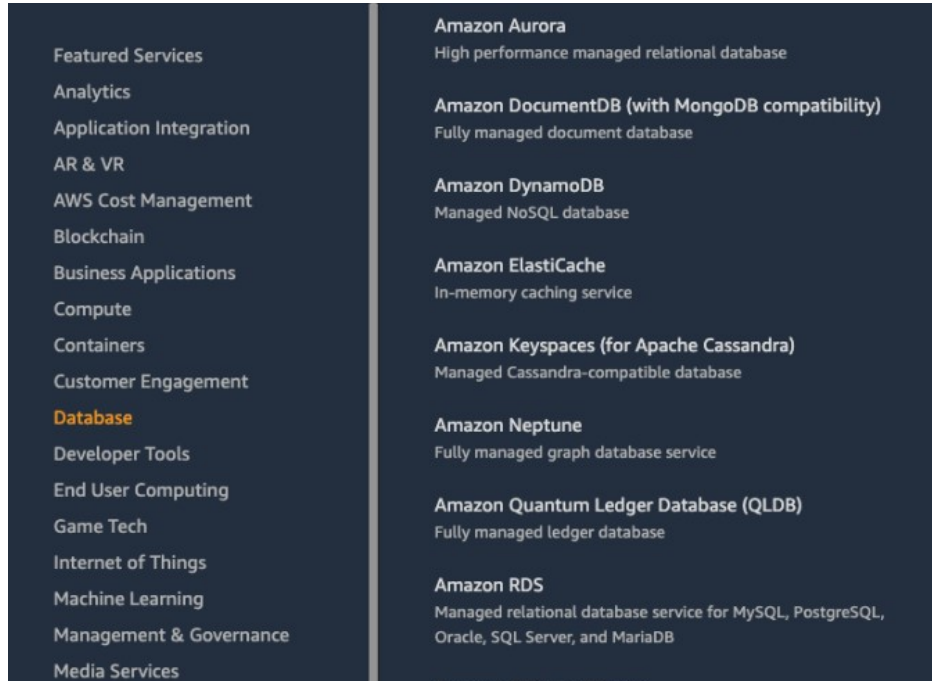 Featured Services
Analytics
Application Integration
AR & VR
AWS Cost Management
Blockchain
Business Applications
Compute
Containers
Customer Engagement
Database
Developer Tools
End User Computing
Game Tech
Internet of Things
Machine Learning
Management & Governance
Media Services
Amazon Aurora
High performance managed relational database
Amazon DocumentDB (with MongoDB compatibility)
Fully managed document database
Amazon DynamoDB
Managed NoSQL database
Amazon ElastiCache
In-memory caching service
Amazon Keyspaces (for Apache Cassandra)
Managed Cassandra-compatible database
Amazon Neptune
Fully managed graph database service
Amazon Quantum Ledger Database (QLDB)
Fully managed ledger database
Amazon RDS
Managed relational database service for MySQL, PostgreSQL,
Oracle, SQL Server, and MariaDB